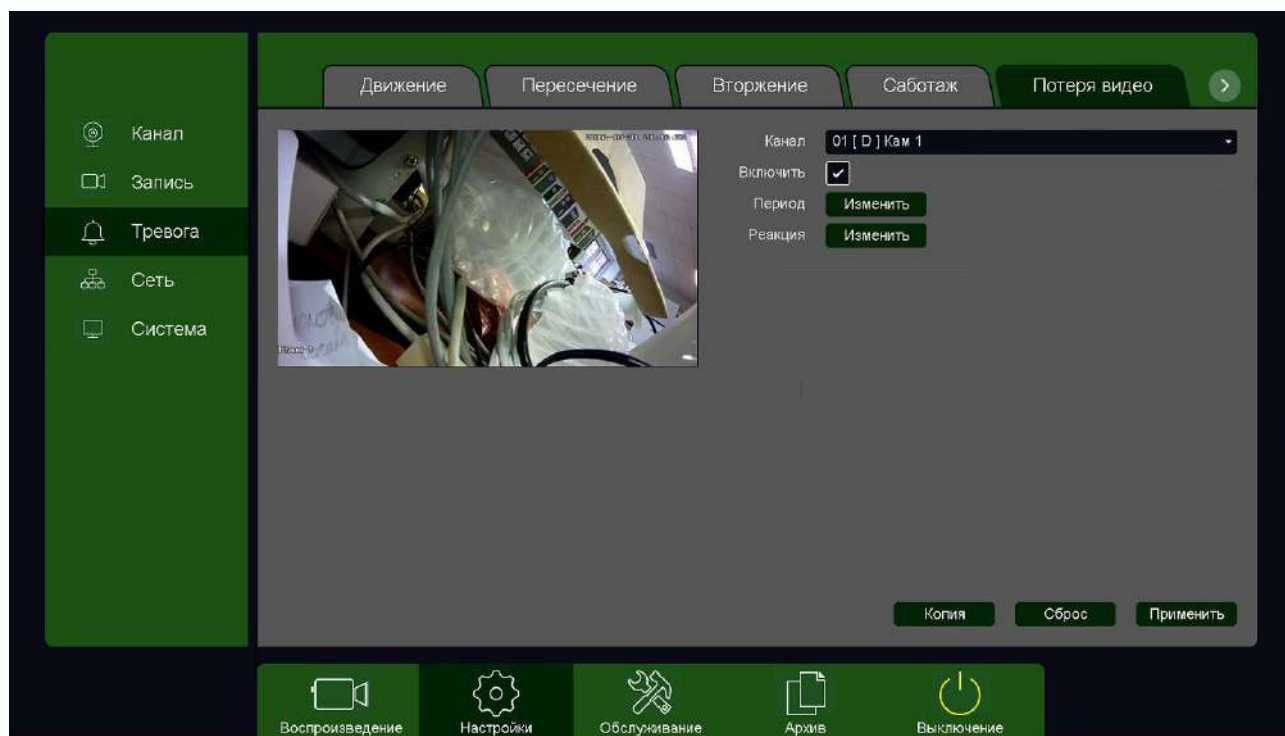 Движение
Пересечение
Вторжение
Саботаж
Потеря видео
Канал
Запись
Тревога
Сеть
Система
Канал 01 [ D ] Кам 1
Включить
Период Изменить
Реакция Изменить
Копия Сброс Применить
Воспроизведение
Настройки
Обслуживание
Архив
Выключение